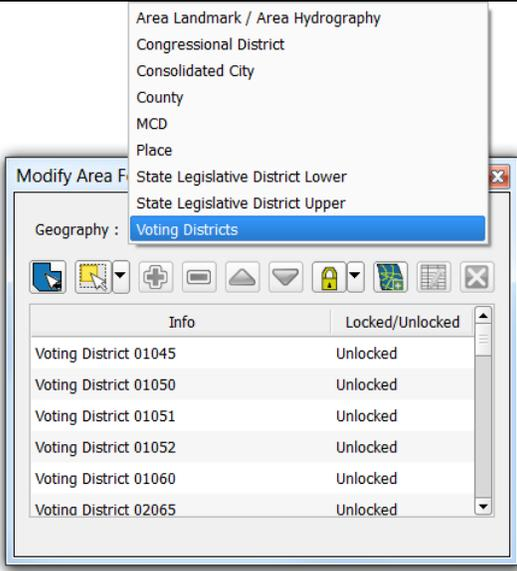 Area Landmark / Area Hydrography
Congressional District
Consolidated City
County
MCD
Place
Modify Area F
State Legislative District Lower
State Legislative District Upper
Geography :
Voting Districts
Info
Locked/Unlocked
Voting District 01045
Unlocked
Voting District 01050
Unlocked
Voting District 01051
Unlocked
Voting District 01052
Unlocked
Voting District 01060
Unlocked
Voting District 02065
Unlocked